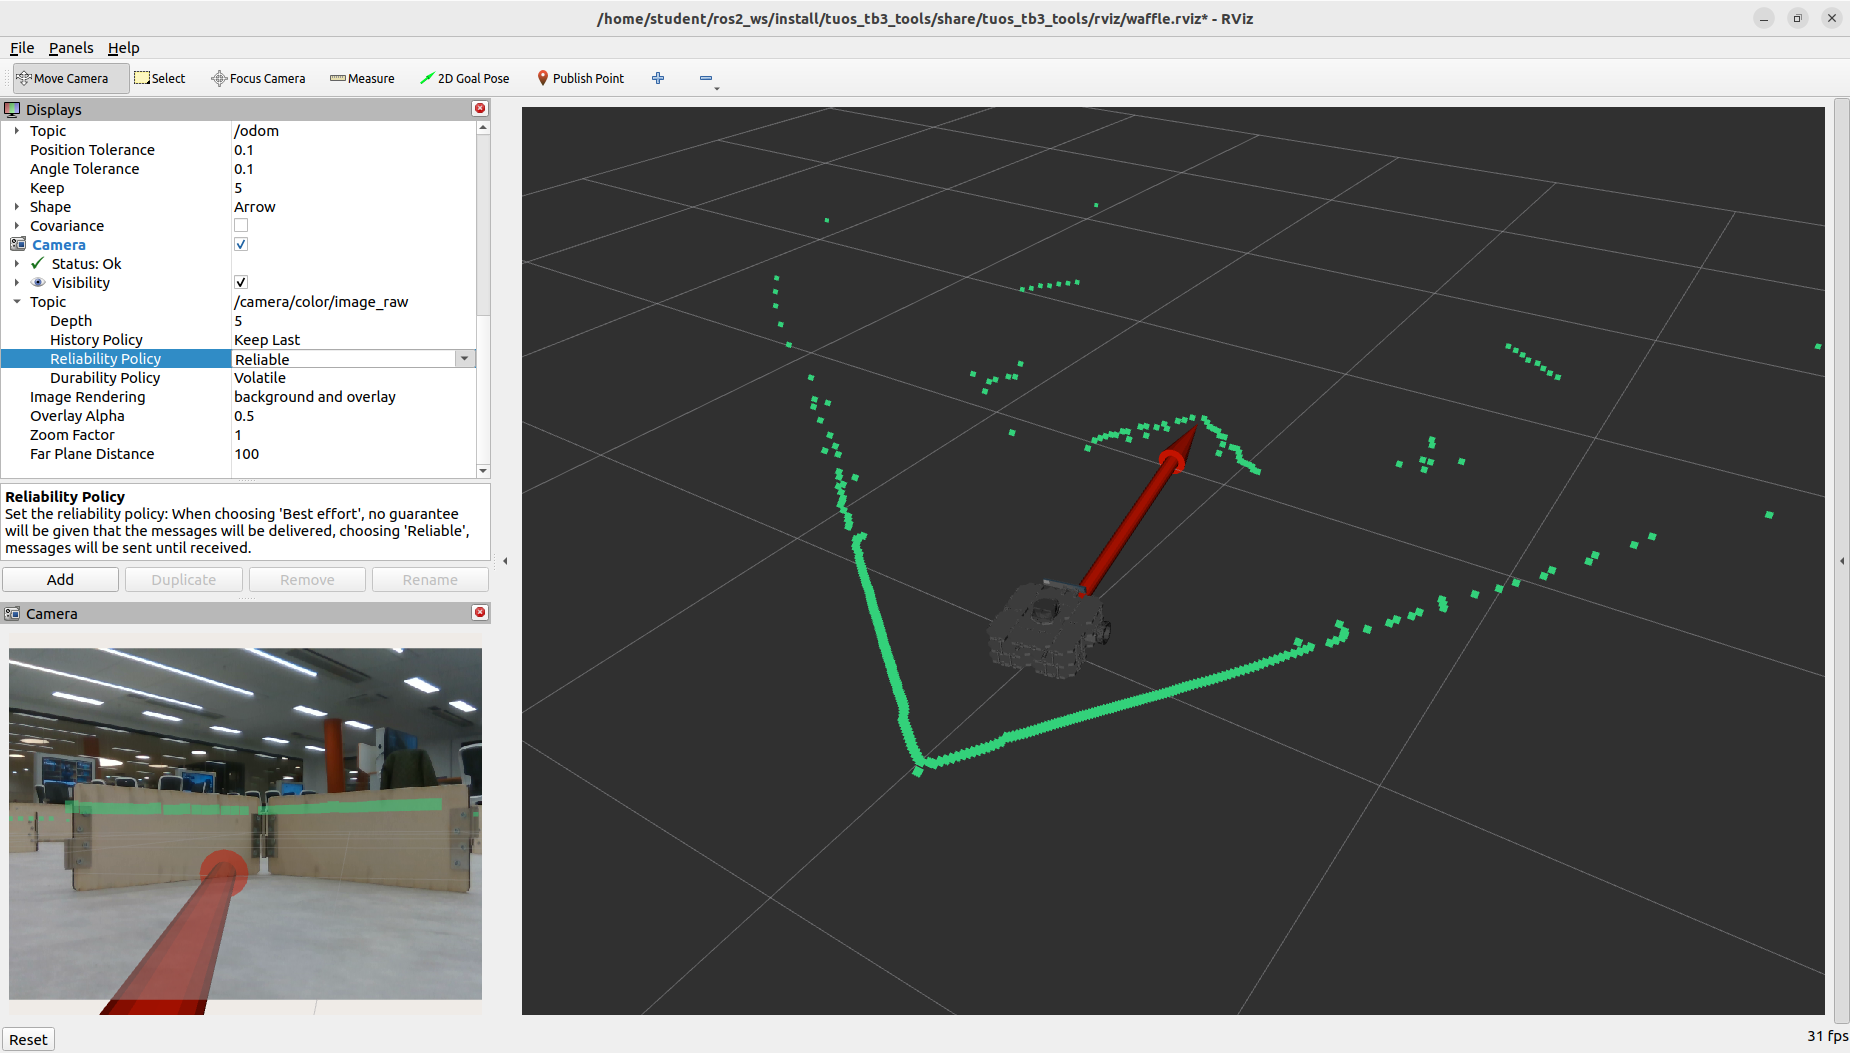 /home/student/ros2_ws/install/tuos_tb3_tools/share/tuos_tb3_tools/rviz/waffle.rviz* - RViz
File Panels Help
Move Camera Select Focus Camera Measure 2D Goal Pose Publish Point
Displays
Topic /odom
Position Tolerance 0.1
Angle Tolerance 0.1
Keep 5
Shape Arrow
Covariance
Camera
Status: Ok
Visibility
Topic /camera/color/image_raw
Depth 5
History Policy Keep Last
Reliability Policy Reliable
Durability Policy Volatile
Image Rendering background and overlay
Overlay Alpha 0.5
Zoom Factor 1
Far Plane Distance 100
Reliability Policy
Set the reliability policy: When choosing 'Best effort', no guarantee
will be given that the messages will be delivered, choosing 'Reliable',
messages will be sent until received.
Add Duplicate Remove Rename
Camera
Reset
31 fps